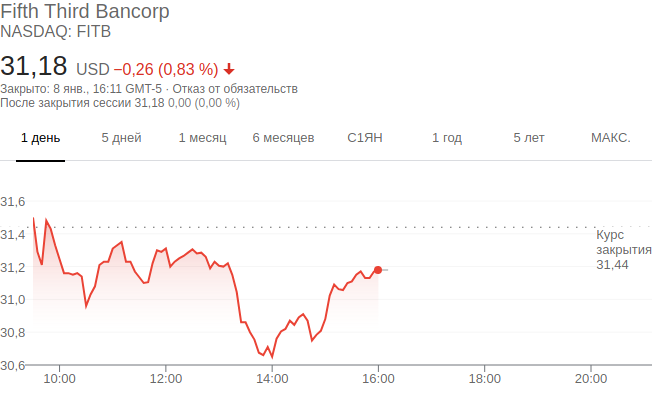 Fifth Third Bancorp
NASDAQ: FITB
31,18 USD −0,26 (0,83 %)
Закрыто: 8 янв., 16:11 GMT-5 · Отказ от обязательств
После закрытия сессии 31,18 0,00 (0,00 %)
1 день 5 дней 1 месяц 6 месяцев С1ЯН 1 год 5 лет МАКС.
31,6
31,4
Курс
закрытия
31,44
31,2
31,0
30,8
30,6
10:00 12:00 14:00 16:00 18:00 20:00